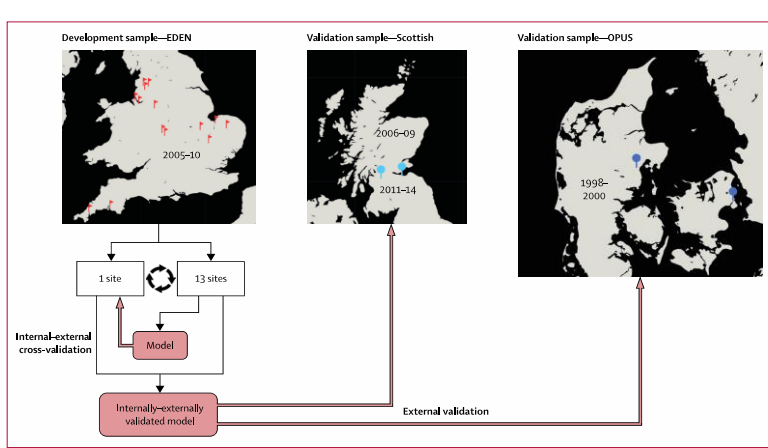 Development sample—EDEN
Validation sample—Scottish
Validation sample—OPUS
2005–10
2006–09
2011–14
1998–
2000
1 site
13 sites
Model
Internal–external
cross-validation
Internally–externally
validated model
External validation